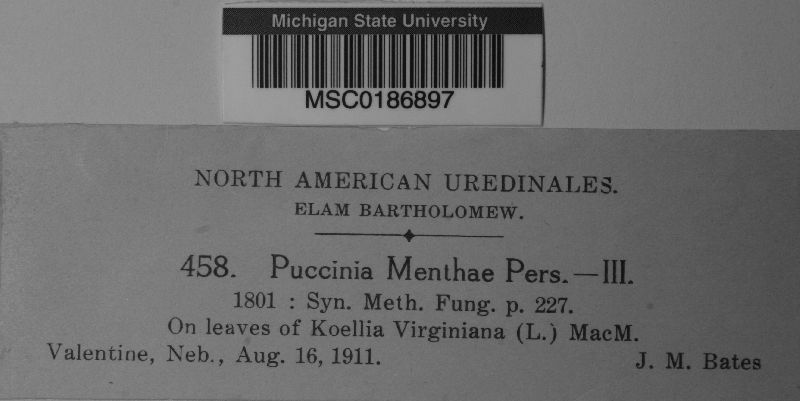 Michigan State University
MSC0186897
NORTH AMERICAN UREDINALES.
ELAM BARTHOLOMEW.
458. Puccinia Menthae Pers.—III.
1801 : Syn. Meth. Fung. p. 227.
On leaves of Koellia Virginiana (L.) MacM.
Valentine, Neb., Aug. 16, 1911. J. M. Bates